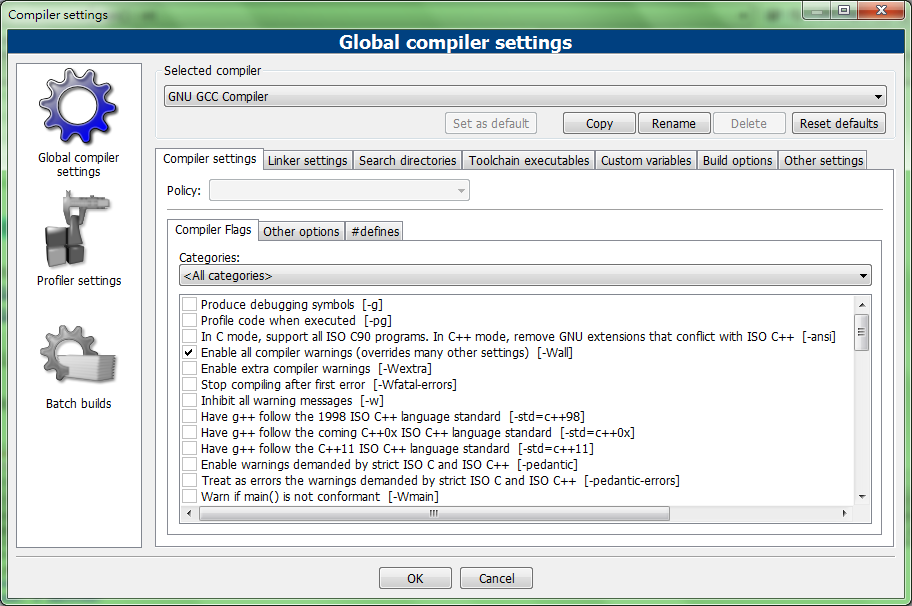 Compiler settings
Global compiler settings
Global compiler
settings
Profiler settings
Batch builds
Selected compiler
GNU GCC Compiler
Set as default
Copy
Rename
Delete
Reset defaults
Compiler settings
Linker settings
Search directories
Toolchain executables
Custom variables
Build options
Other settings
Policy:
Compiler Flags
Other options
#defines
Categories:
<All categories>
Produce debugging symbols [-g]
Profile code when executed [-pg]
In C mode, support all ISO C90 programs. In C++ mode, remove GNU extensions that conflict with ISO C++ [-ansi]
Enable all compiler warnings (overrides many other settings) [-Wall]
Enable extra compiler warnings [-Wextra]
Stop compiling after first error [-Wfatal-errors]
Inhibit all warning messages [-w]
Have g++ follow the 1998 ISO C++ language standard [-std=c++98]
Have g++ follow the coming C++0x ISO C++ language standard [-std=c++0x]
Have g++ follow the C++11 ISO C++ language standard [-std=c++11]
Enable warnings demanded by strict ISO C and ISO C++ [-pedantic]
Treat as errors the warnings demanded by strict ISO C and ISO C++ [-pedantic-errors]
Warn if main() is not conformant [-Wmain]
OK
Cancel